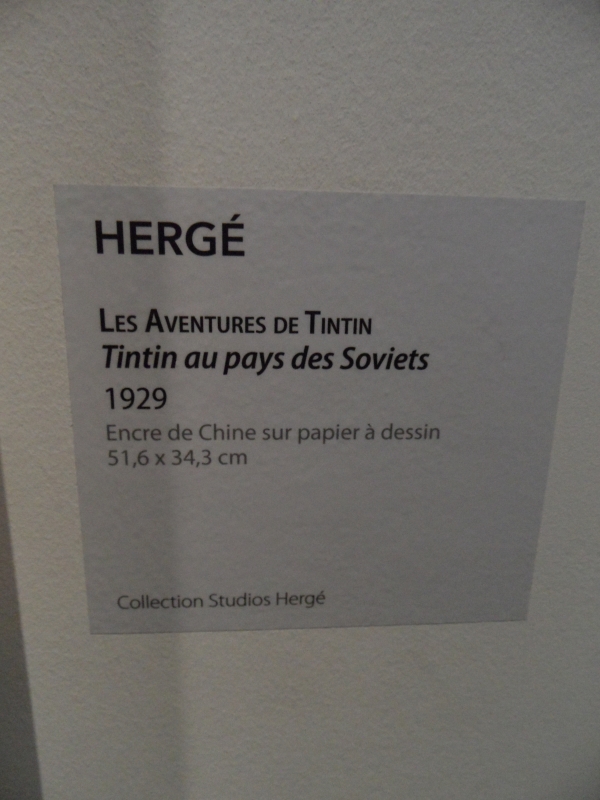 HERGÉ
LES AVENTURES DE TINTIN
Tintin au pays des Soviets
1929
Encre de Chine sur papier à dessin
51,6 x 34,3 cm
Collection Studios Hergé